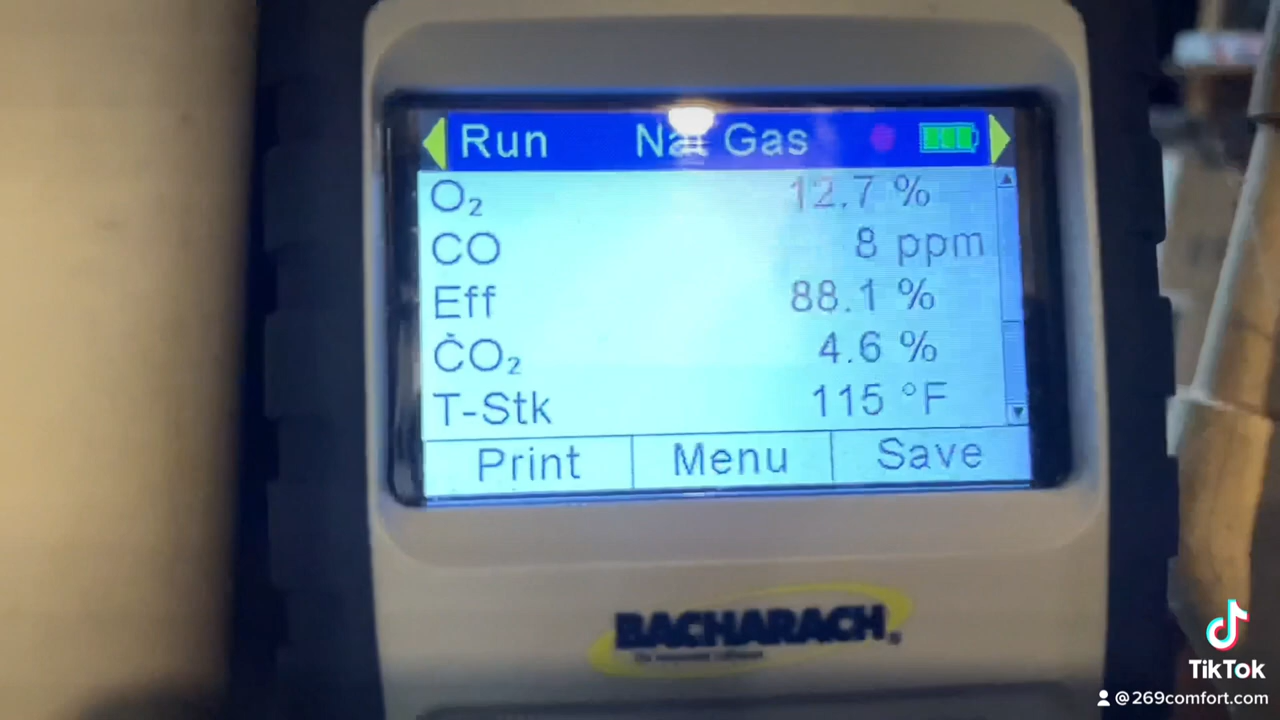 Run Nat Gas
O₂ 12.7 %
CO 8 ppm
Eff 88.1 %
CO₂ 4.6 %
T-Stk 115 °F
Print Menu Save
BACHARACH
TikTok
@269comfort.com